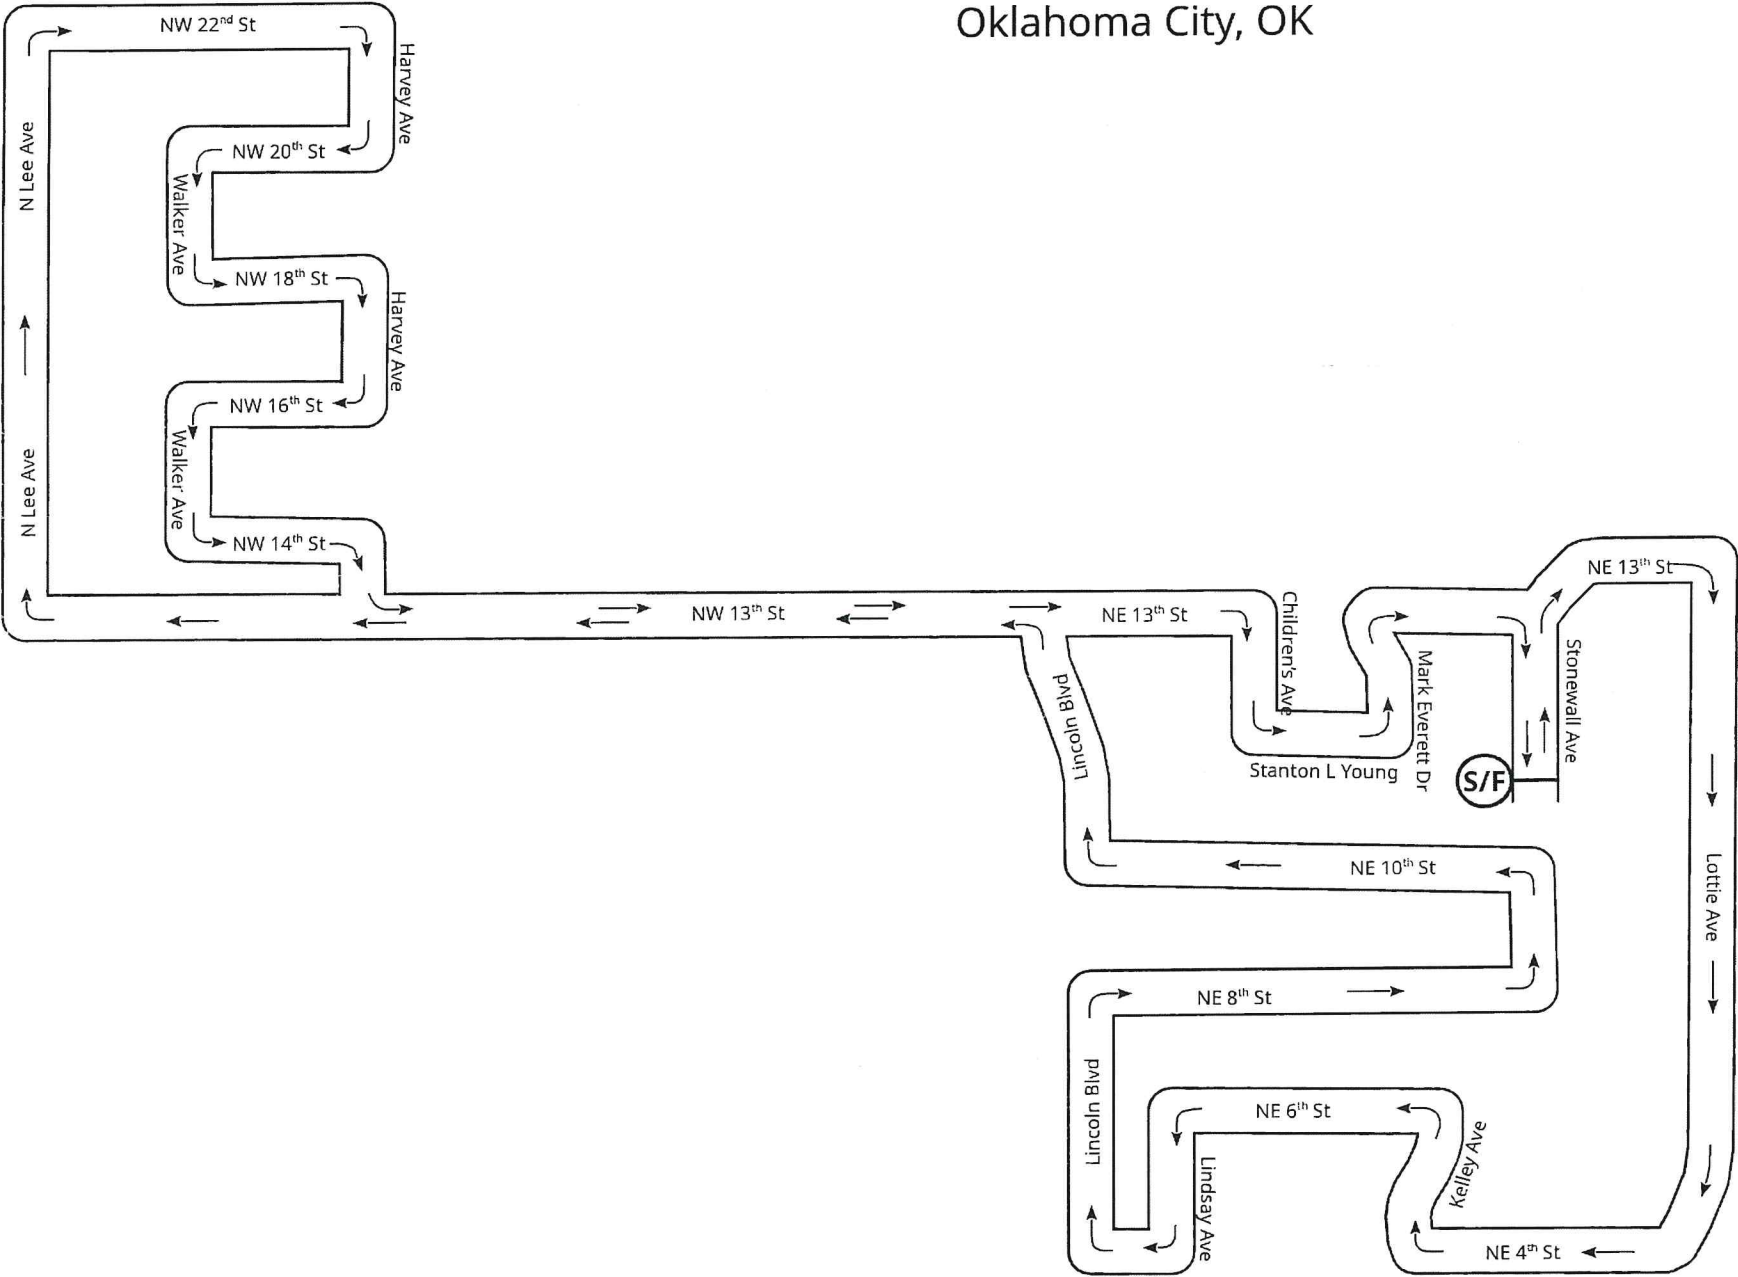 Oklahoma City, OK
NW 22nd St
Harvey Ave
N Lee Ave
NW 20th St
Walker Ave
NW 18th St
Harvey Ave
NW 16th St
Walker Ave
N Lee Ave
NW 14th St
NW 13th St
NE 13th St
Children's Ave
Stanton L Young
Mark Everett Dr
S/F
Stonewall Ave
NE 13th St
Lincoln Blvd
NE 10th St
Lottie Ave
NE 8th St
Lincoln Blvd
NE 6th St
Lindsay Ave
Kelley Ave
NE 4th St